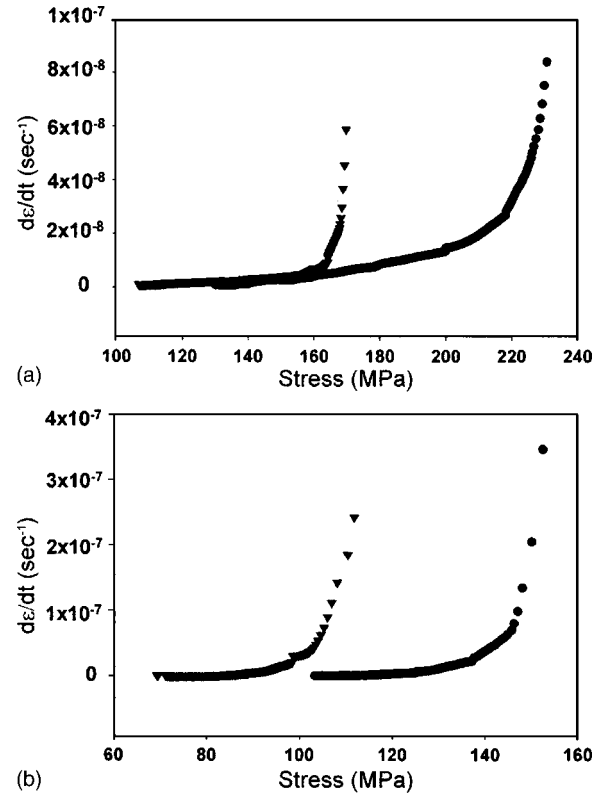 1x10-7
8x10-8
6x10-8
4x10-8
2x10-8
0
dε/dt (sec-1)
100 120 140 160 180 200 220 240
Stress (MPa)
(a)
4x10-7
3x10-7
2x10-7
1x10-7
0
dε/dt (sec-1)
60 80 100 120 140 160
Stress (MPa)
(b)